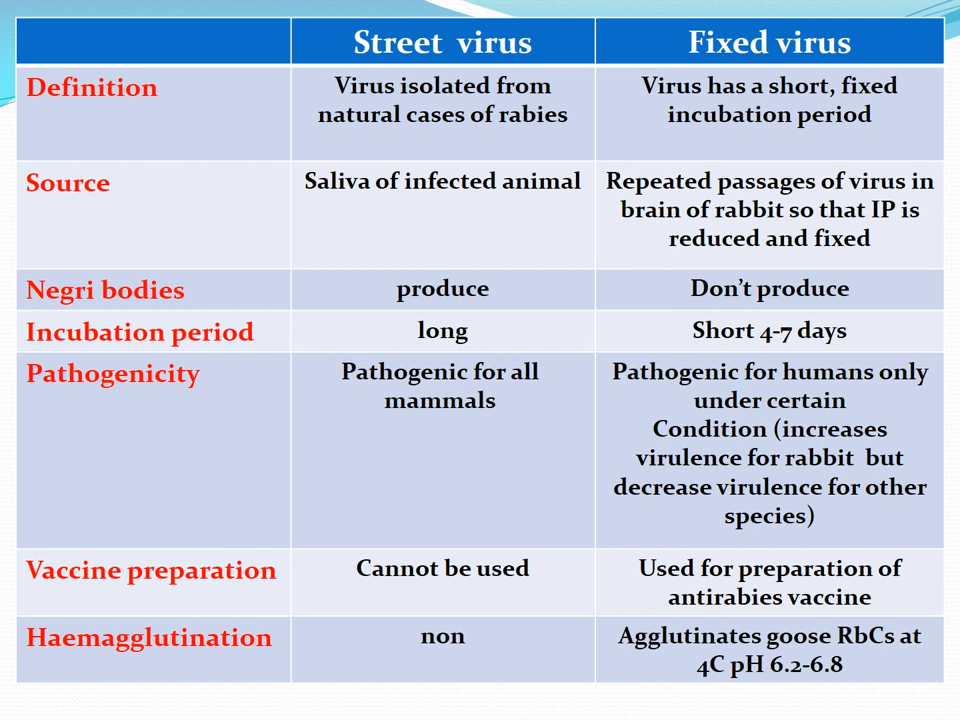 Street virus
Fixed virus
Definition
Virus isolated from
natural cases of rabies
Virus has a short, fixed
incubation period
Source
Saliva of infected animal
Repeated passages of virus in
brain of rabbit so that IP is
reduced and fixed
Negri bodies
produce
Don’t produce
Incubation period
long
Short 4-7 days
Pathogenicity
Pathogenic for all
mammals
Pathogenic for humans only
under certain
Condition (increases
virulence for rabbit but
decrease virulence for other
species)
Vaccine preparation
Cannot be used
Used for preparation of
antirabies vaccine
Haemagglutination
non
Agglutinates goose RbCs at
4C pH 6.2-6.8